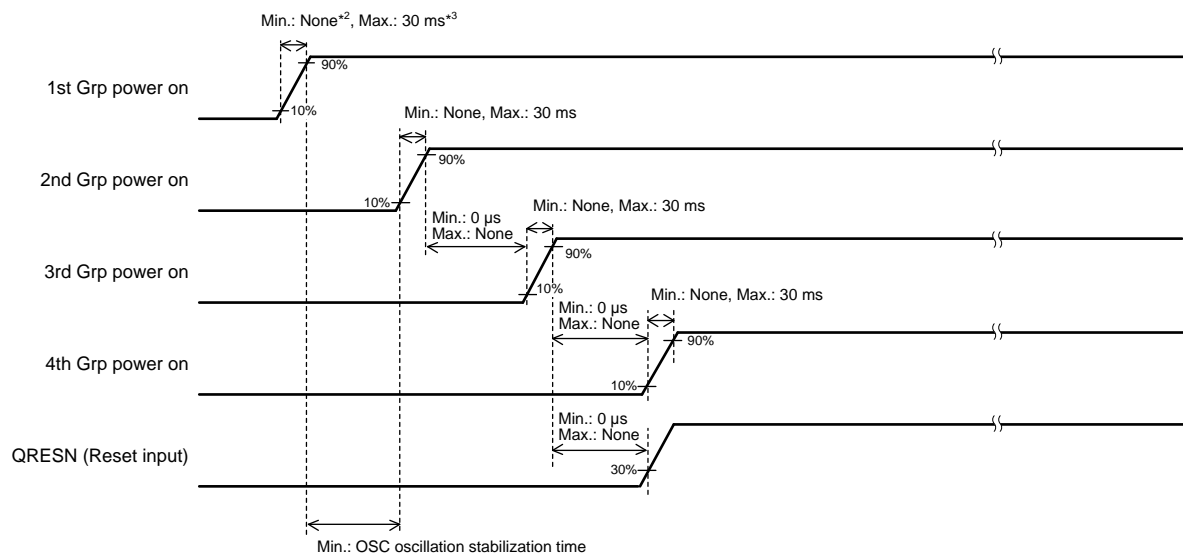 Min.: None*2, Max.: 30 ms*3
90%
1st Grp power on
10%
Min.: None, Max.: 30 ms
90%
2nd Grp power on
10%
Min.: None, Max.: 30 ms
Min.: 0 µs
Max.: None
90%
3rd Grp power on
10%
Min.: None, Max.: 30 ms
Min.: 0 µs
Max.: None
90%
4th Grp power on
10%
Min.: 0 µs
Max.: None
QRESN (Reset input)
30%
Min.: OSC oscillation stabilization time